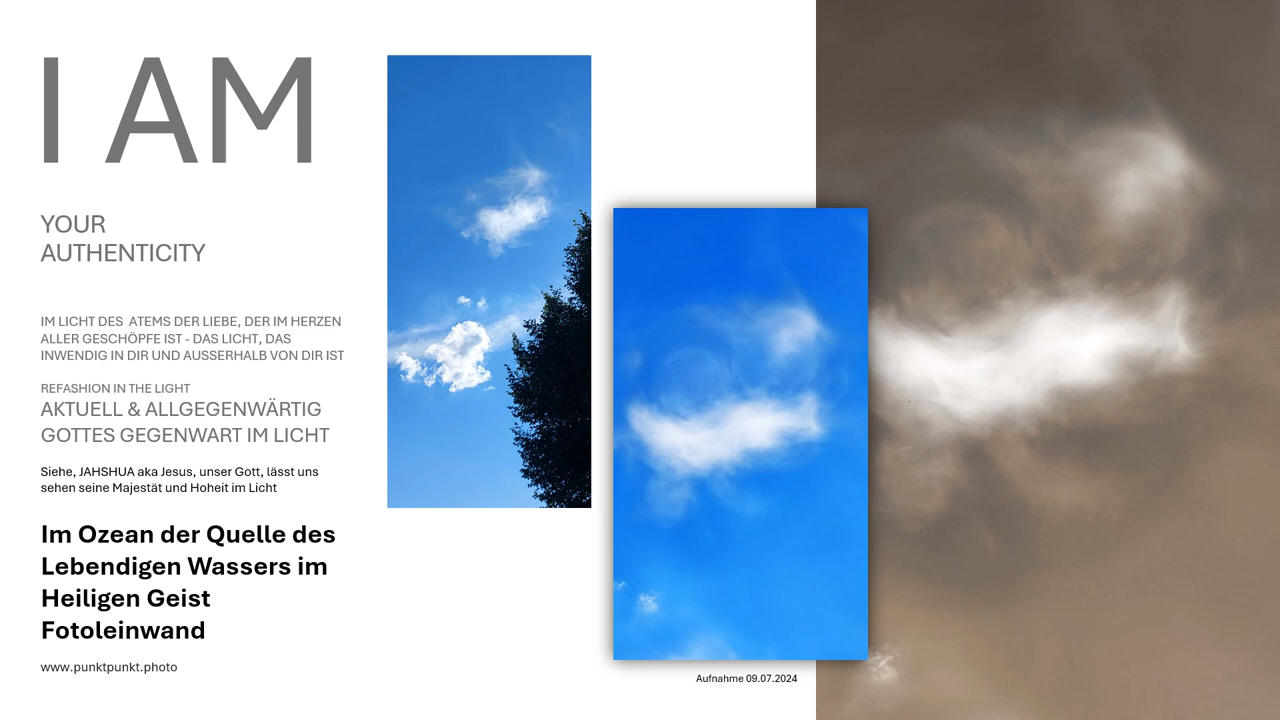 I AM
YOUR
AUTHENTICITY
IM LICHT DES  ATEMS DER LIEBE, DER IM HERZEN
ALLER GESCHÖPFE IST - DAS LICHT, DAS
INWENDIG IN DIR UND AUSSERHALB VON DIR IST
REFASHION IN THE LIGHT
AKTUELL & ALLGEGENWÄRTIG
GOTTES GEGENWART IM LICHT
Siehe, JAHSHUA aka Jesus, unser Gott, lässt uns
sehen seine Majestät und Hoheit im Licht
Im Ozean der Quelle des
Lebendigen Wassers im
Heiligen Geist
Fotoleinwand
www.punktpunkt.photo
Aufnahme 09.07.2024